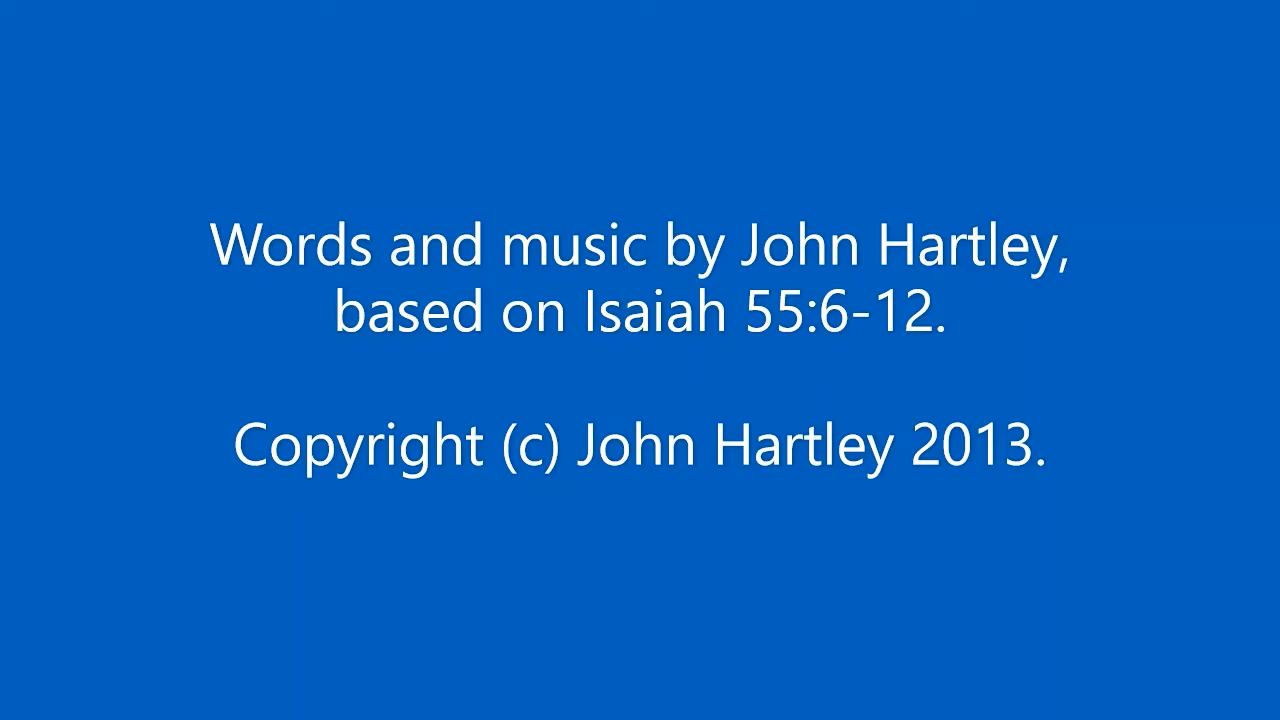 Words and music by John Hartley,
based on Isaiah 55:6-12.
Copyright (c) John Hartley 2013.